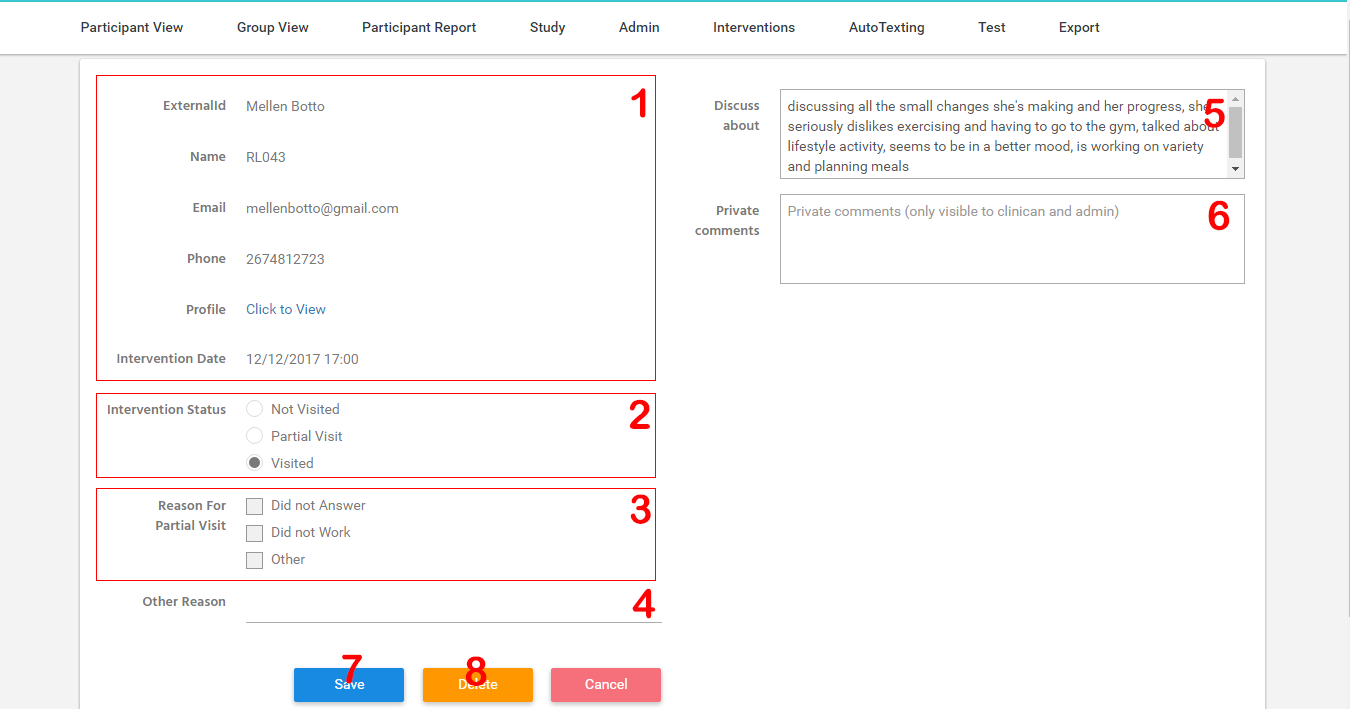 Participant View Group View Participant Report Study Admin Interventions AutoTexting Test Export
1
ExternalId Mellen Botto
Name RL043
Email mellenbotto@gmail.com
Phone 2674812723
Profile Click to View
Intervention Date 12/12/2017 17:00
2
Intervention Status Not Visited
Partial Visit
Visited
3
Reason For
Partial Visit
Did not Answer
Did not Work
Other
Other Reason 4
Discuss
about
5
discussing all the small changes she's making and her progress, she
seriously dislikes exercising and having to go to the gym, talked about
lifestyle activity, seems to be in a better mood, is working on variety
and planning meals
Private
comments
6
Private comments (only visible to clinican and admin)
7 8
Save Delete Cancel